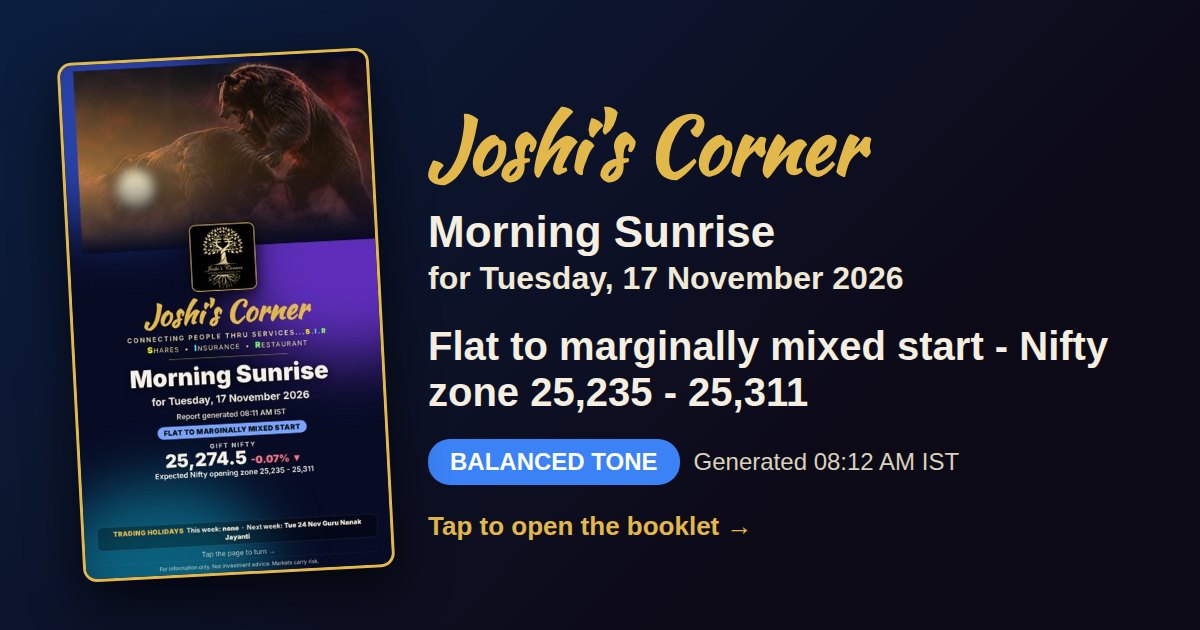 Joshi's Corner
CONNECTING PEOPLE THRU SERVICES...S.I.R
SHARES • INSURANCE • RESTAURANT
Morning Sunrise
for Tuesday, 17 November 2026
Report generated 08:11 AM IST
FLAT TO MARGINALLY MIXED START
GIFT NIFTY
25,274.5 -0.07% ▼
Expected Nifty opening zone 25,235 - 25,311
TRADING HOLIDAYS This week: none · Next week: Tue 24 Nov Guru Nanak
Jayanti
Tap the page to turn →
For information only. Not investment advice. Markets carry risk.
Joshi's Corner
Morning Sunrise
for Tuesday, 17 November 2026
Flat to marginally mixed start - Nifty
zone 25,235 - 25,311
BALANCED TONE Generated 08:12 AM IST
Tap to open the booklet →